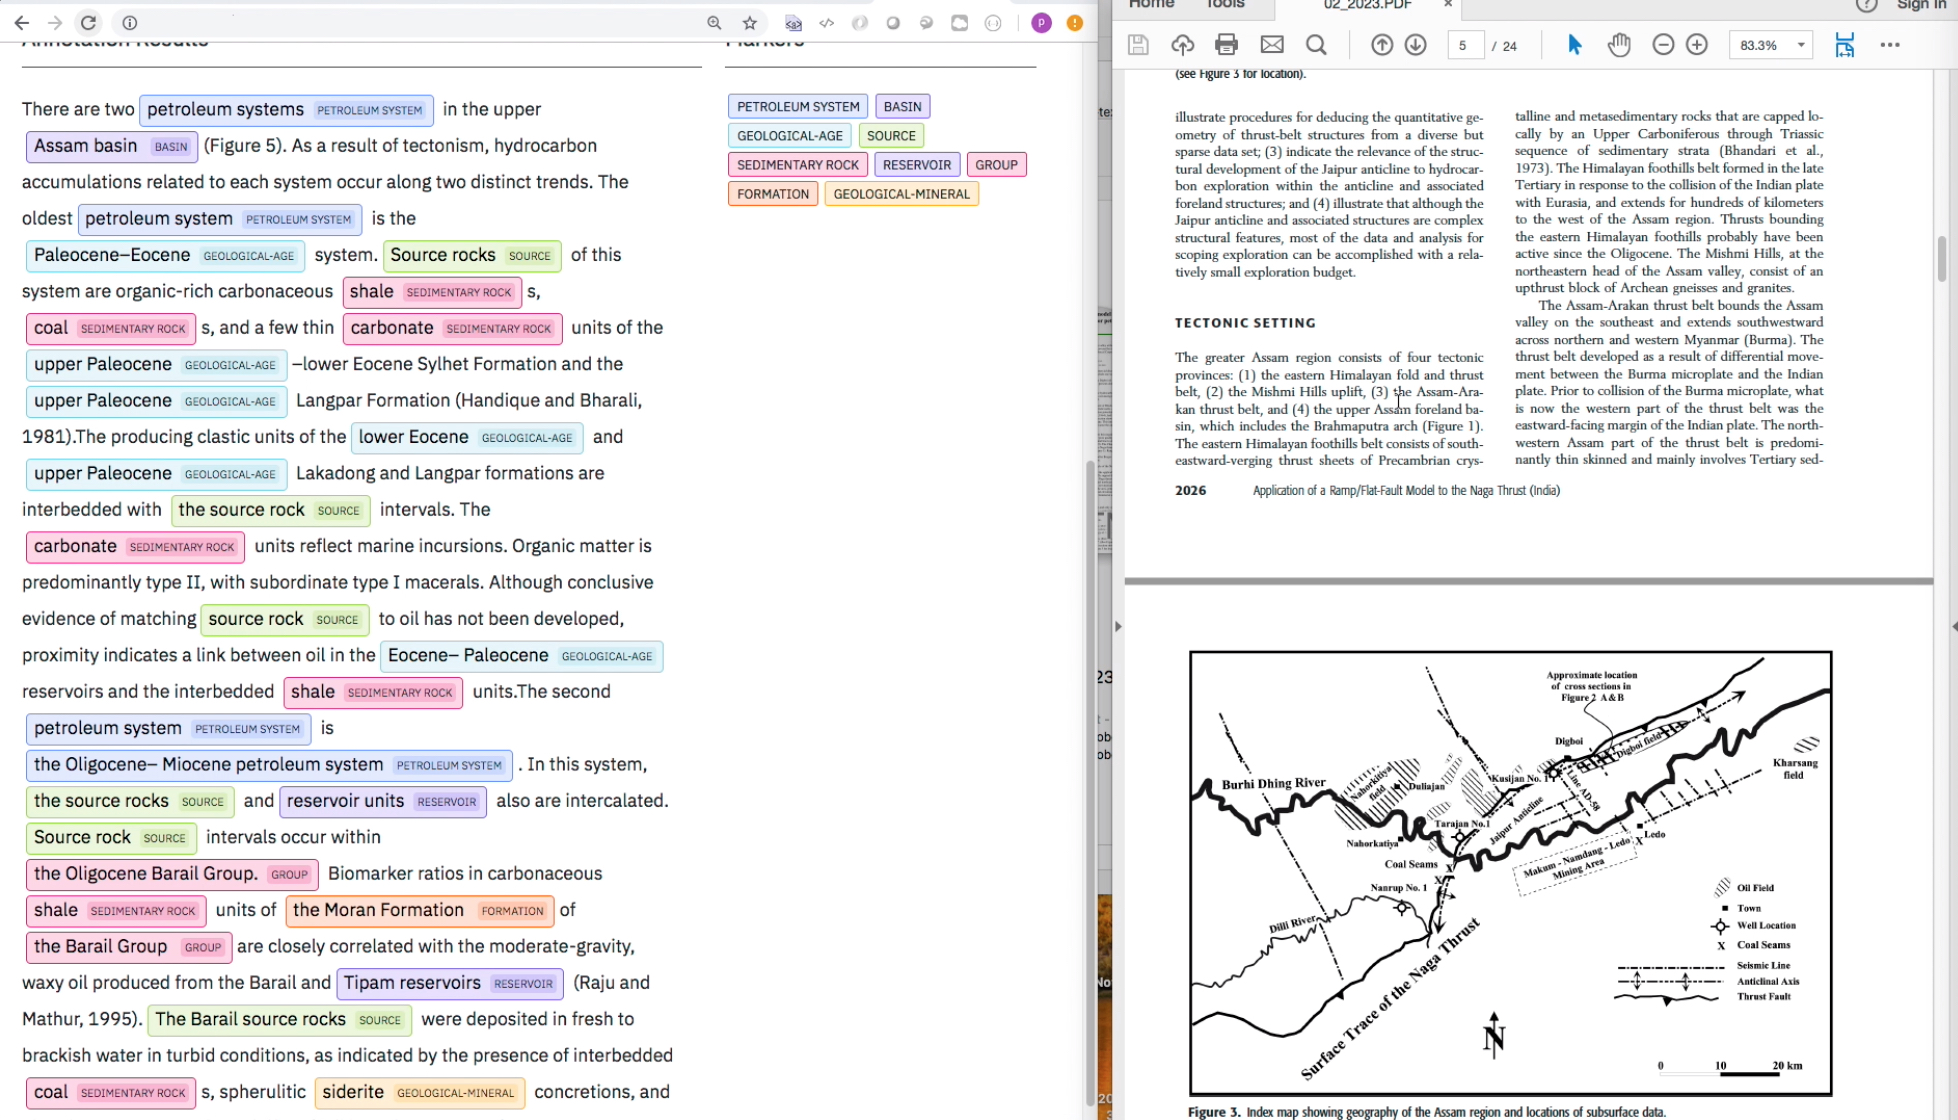 Annotation Results
Markers
There are two petroleum systems PETROLEUM SYSTEM in the upper
Assam basin BASIN (Figure 5). As a result of tectonism, hydrocarbon
accumulations related to each system occur along two distinct trends. The
oldest petroleum system PETROLEUM SYSTEM is the
Paleocene–Eocene GEOLOGICAL-AGE system. Source rocks SOURCE of this
system are organic-rich carbonaceous shale SEDIMENTARY ROCK s,
coal SEDIMENTARY ROCK s, and a few thin carbonate SEDIMENTARY ROCK units of the
upper Paleocene GEOLOGICAL-AGE –lower Eocene Sylhet Formation and the
upper Paleocene GEOLOGICAL-AGE Langpar Formation (Handique and Bharali,
1981).The producing clastic units of the lower Eocene GEOLOGICAL-AGE and
upper Paleocene GEOLOGICAL-AGE Lakadong and Langpar formations are
interbedded with the source rock SOURCE intervals. The
carbonate SEDIMENTARY ROCK units reflect marine incursions. Organic matter is
predominantly type II, with subordinate type I macerals. Although conclusive
evidence of matching source rock SOURCE to oil has not been developed,
proximity indicates a link between oil in the Eocene– Paleocene GEOLOGICAL-AGE
reservoirs and the interbedded shale SEDIMENTARY ROCK units.The second
petroleum system PETROLEUM SYSTEM is
the Oligocene– Miocene petroleum system PETROLEUM SYSTEM . In this system,
the source rocks SOURCE and reservoir units RESERVOIR also are intercalated.
Source rock SOURCE intervals occur within
the Oligocene Barail Group. GROUP Biomarker ratios in carbonaceous
shale SEDIMENTARY ROCK units of the Moran Formation FORMATION of
the Barail Group GROUP are closely correlated with the moderate-gravity,
waxy oil produced from the Barail and Tipam reservoirs RESERVOIR (Raju and
Mathur, 1995). The Barail source rocks SOURCE were deposited in fresh to
brackish water in turbid conditions, as indicated by the presence of interbedded
coal SEDIMENTARY ROCK s, spherulitic siderite GEOLOGICAL-MINERAL concretions, and
PETROLEUM SYSTEM BASIN
GEOLOGICAL-AGE SOURCE
SEDIMENTARY ROCK RESERVOIR GROUP
FORMATION GEOLOGICAL-MINERAL
Home Tools 02_2023.PDF × Sign In
5 / 24 83.3%
(see Figure 3 for location).
illustrate procedures for deducing the quantitative ge-
ometry of thrust-belt structures from a diverse but
sparse data set; (3) indicate the relevance of the struc-
tural development of the Jaipur anticline to hydrocar-
bon exploration within the anticline and associated
foreland structures; and (4) illustrate that although the
Jaipur anticline and associated structures are complex
structural features, most of the data and analysis for
scoping exploration can be accomplished with a rela-
tively small exploration budget.
TECTONIC SETTING
The greater Assam region consists of four tectonic
provinces: (1) the eastern Himalayan fold and thrust
belt, (2) the Mishmi Hills uplift, (3) the Assam-Ara-
kan thrust belt, and (4) the upper Assam foreland ba-
sin, which includes the Brahmaputra arch (Figure 1).
The eastern Himalayan foothills belt consists of south-
eastward-verging thrust sheets of Precambrian crys-
talline and metasedimentary rocks that are capped lo-
cally by an Upper Carboniferous through Triassic
sequence of sedimentary strata (Bhandari et al.,
1973). The Himalayan foothills belt formed in the late
Tertiary in response to the collision of the Indian plate
with Eurasia, and extends for hundreds of kilometers
to the west of the Assam region. Thrusts bounding
the eastern Himalayan foothills probably have been
active since the Oligocene. The Mishmi Hills, at the
northeastern head of the Assam valley, consist of an
upthrust block of Archean gneisses and granites.
The Assam-Arakan thrust belt bounds the Assam
valley on the southeast and extends southwestward
across northern and western Myanmar (Burma). The
thrust belt developed as a result of differential move-
ment between the Burma microplate and the Indian
plate. Prior to collision of the Burma microplate, what
is now the western part of the thrust belt was the
eastward-facing margin of the Indian plate. The north-
western Assam part of the thrust belt is predomi-
nantly thin skinned and mainly involves Tertiary sed-
2026 Application of a Ramp/Flat-Fault Model to the Naga Thrust (India)
Approximate location
of cross sections in
Figure 2 A & B
Digboi
Digboi field
Kharsang
field
Burhi Dhing River
Nahorkitiya
field
Duliajan
Kusijan No. 1
Line AD-58
Tarajan No.1
Jaipur Anticline
Nahorkatiya
Ledo
Coal Seams
Makum - Namdang - Ledo
Mining Area
Nanrup No. 1
Dilli River
Surface Trace of the Naga Thrust
Oil Field
Town
Well Location
X Coal Seams
Seismic Line
Anticlinal Axis
Thrust Fault
N
0 10 20 km
Figure 3. Index map showing geography of the Assam region and locations of subsurface data.